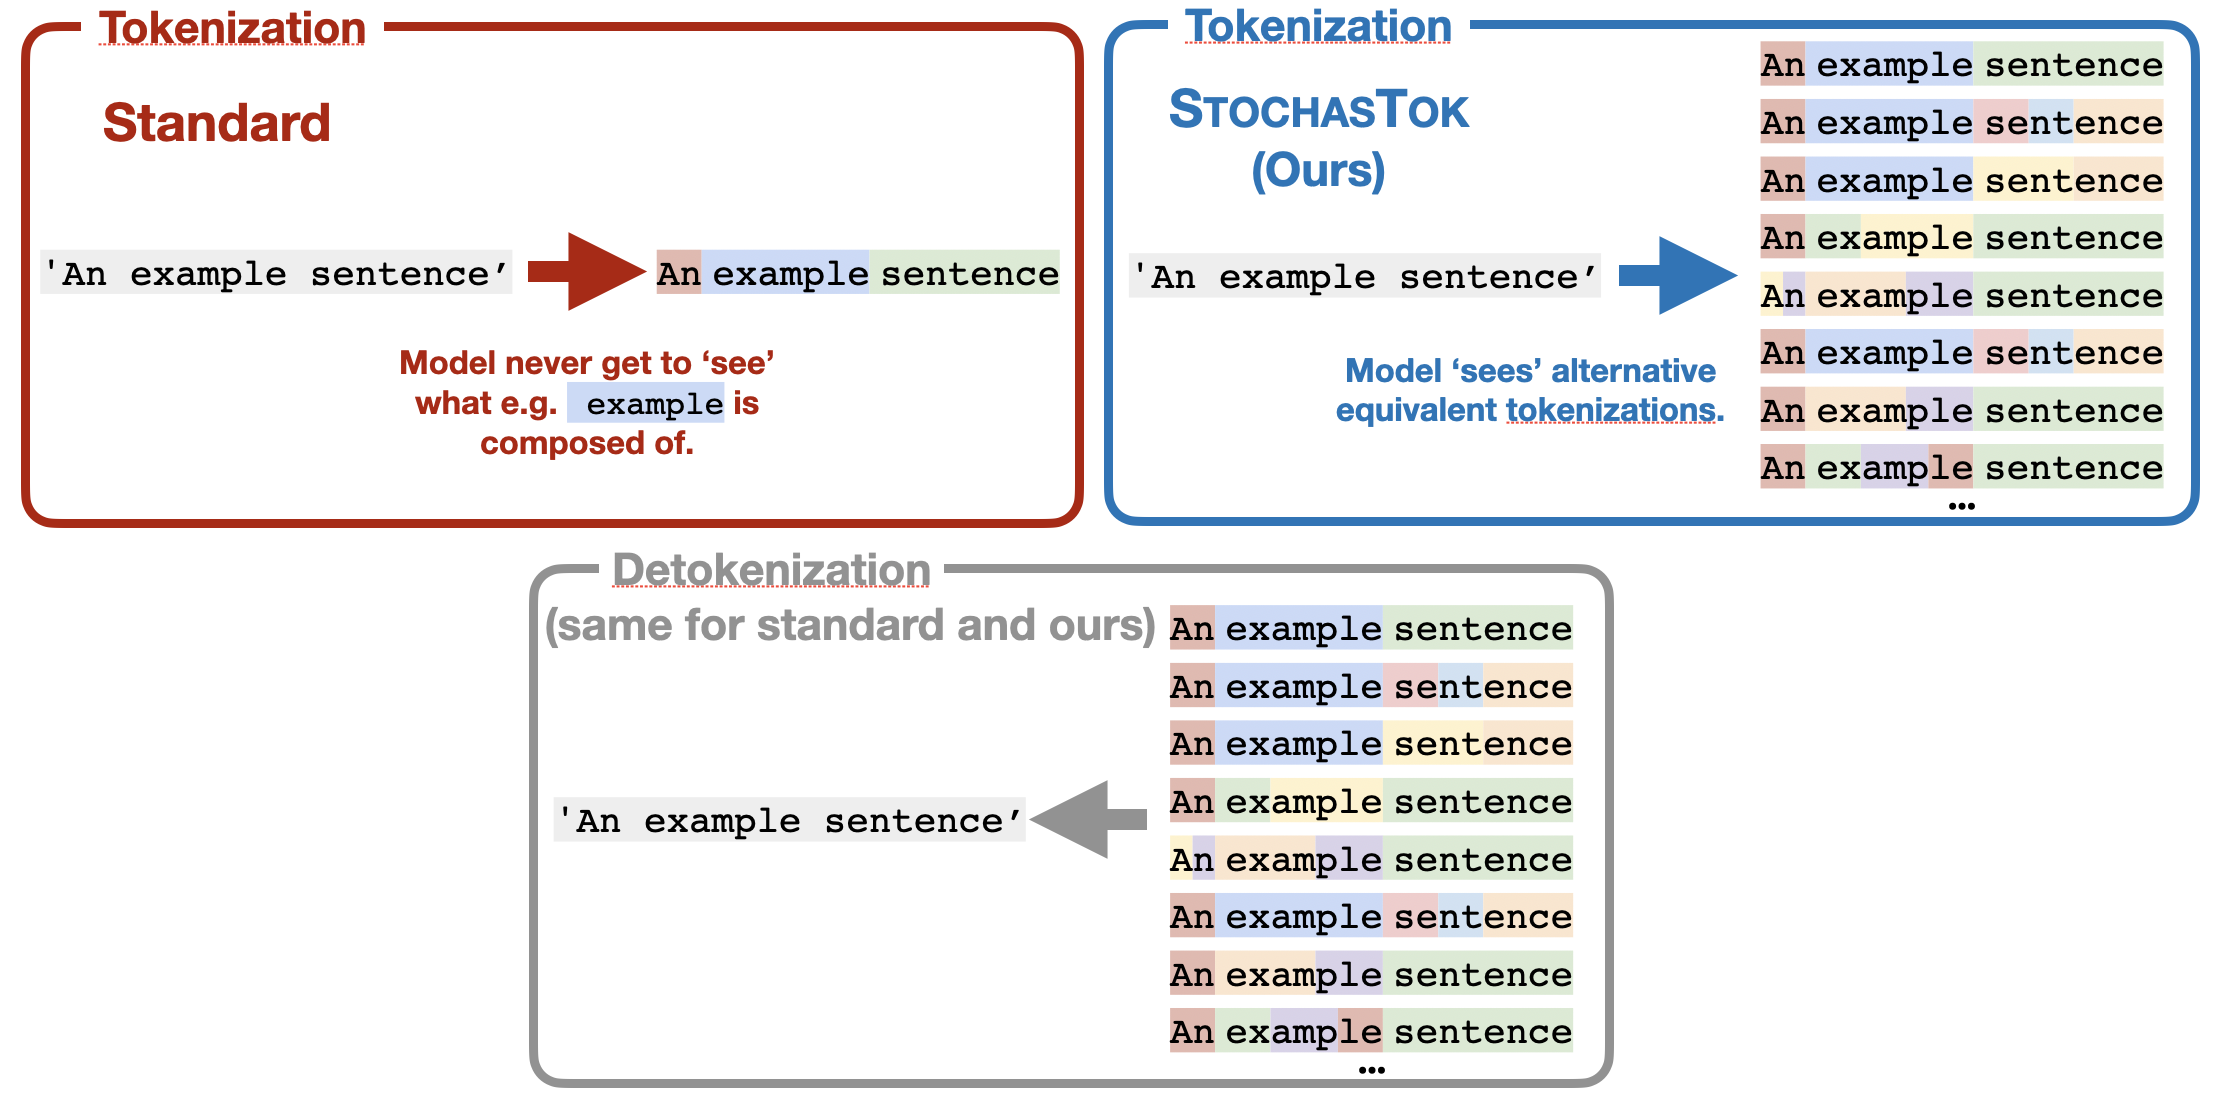 Tokenization
Standard
'An example sentence’
An example sentence
Model never get to ‘see’
what e.g. example is
composed of.
Tokenization
STOCHASTOK
(Ours)
'An example sentence’
Model ‘sees’ alternative
equivalent tokenizations.
An example sentence
An example sentence
An example sentence
An example sentence
An example sentence
An example sentence
An example sentence
An example sentence
...
Detokenization
(same for standard and ours)
'An example sentence’
An example sentence
An example sentence
An example sentence
An example sentence
An example sentence
An example sentence
An example sentence
An example sentence
...